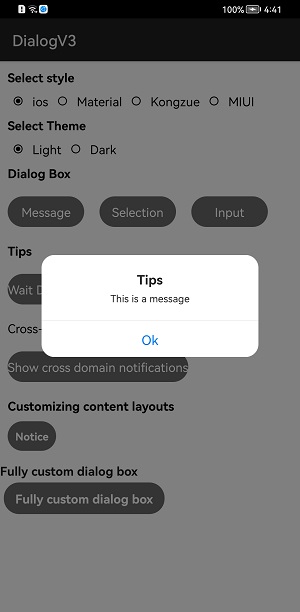 100% 4:41
DialogV3
Select style
ios Material Kongzue MIUI
Select Theme
Light Dark
Dialog Box
Message Selection Input
Tips
Wait D
Tips
This is a message
Ok
Cross-
Show cross domain notifications
Customizing content layouts
Notice
Fully custom dialog box
Fully custom dialog box